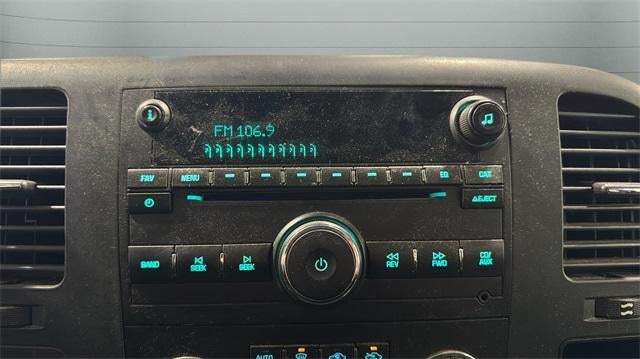 i
FM 106.9
FAV MENU EQ CAT
EJECT
BAND SEEK SEEK REV FWD CD/
AUX
AUTO